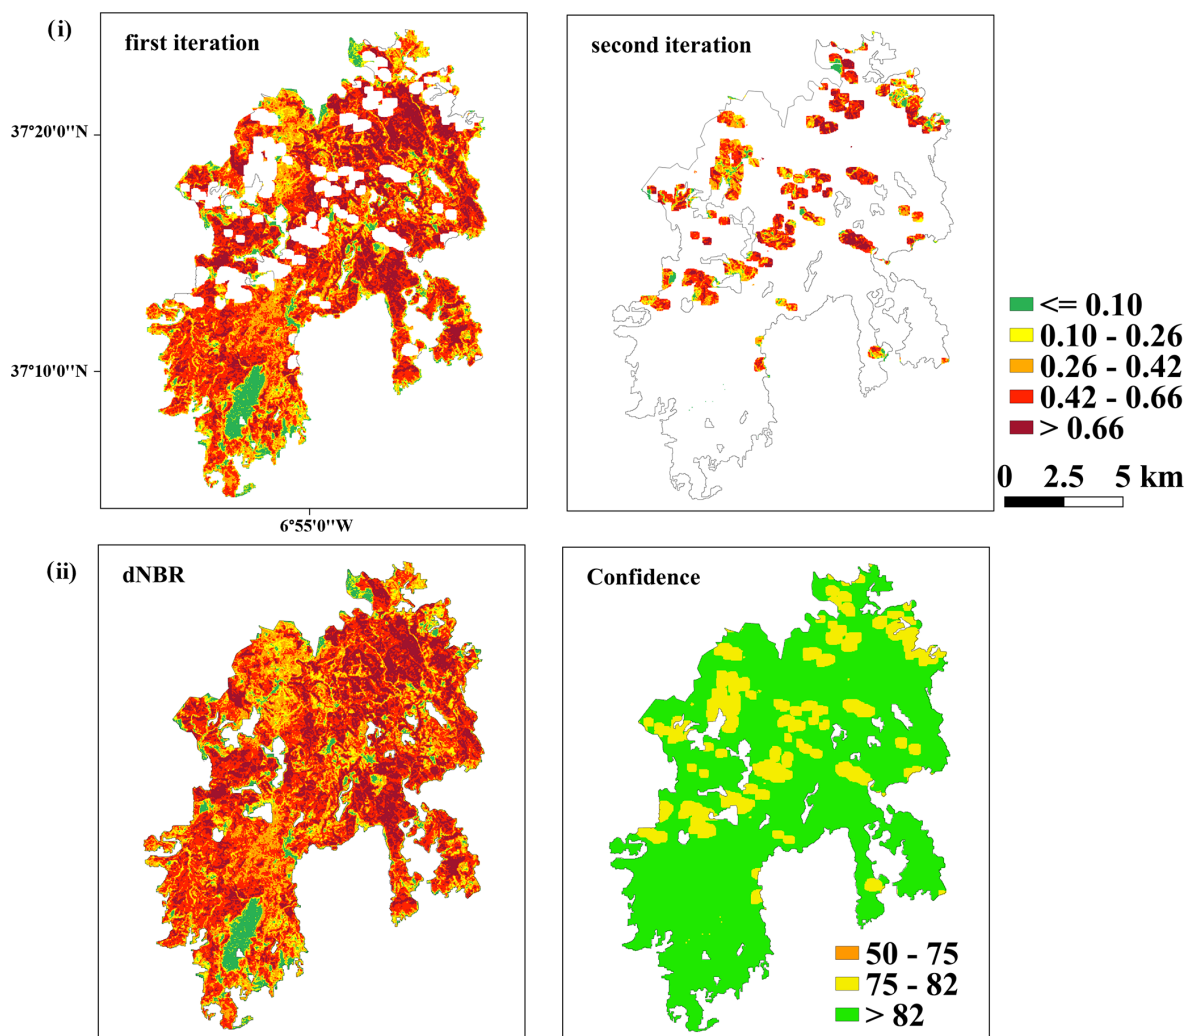 (i)
first iteration
second iteration
37°20'0''N
37°10'0''N
6°55'0''W
<= 0.10
0.10 - 0.26
0.26 - 0.42
0.42 - 0.66
> 0.66
0 2.5 5 km
(ii)
dNBR
Confidence
50 - 75
75 - 82
> 82